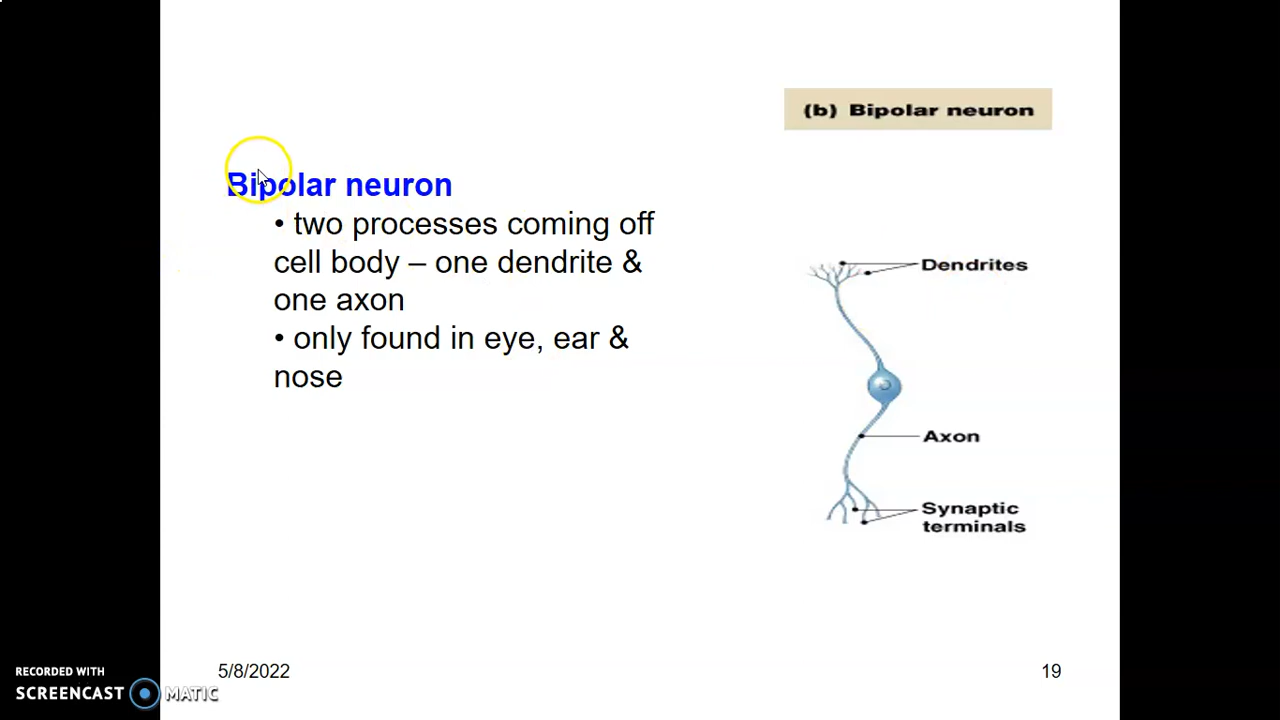 (b) Bipolar neuron
Bipolar neuron
• two processes coming off
cell body – one dendrite &
one axon
• only found in eye, ear &
nose
Dendrites
Axon
Synaptic
terminals
5/8/2022
19
RECORDED WITH
SCREENCAST MATIC